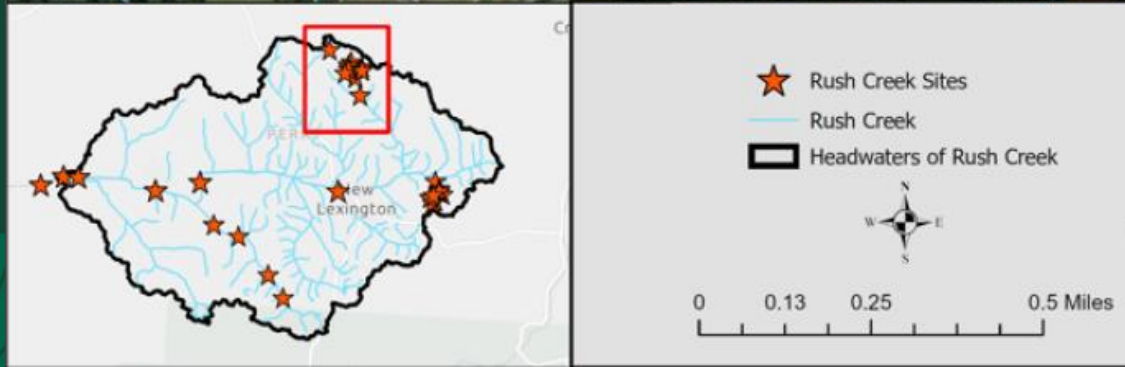 PERRY
New
Lexington
Rush Creek Sites
Rush Creek
Headwaters of Rush Creek
N
W E
S
0 0.13 0.25 0.5 Miles